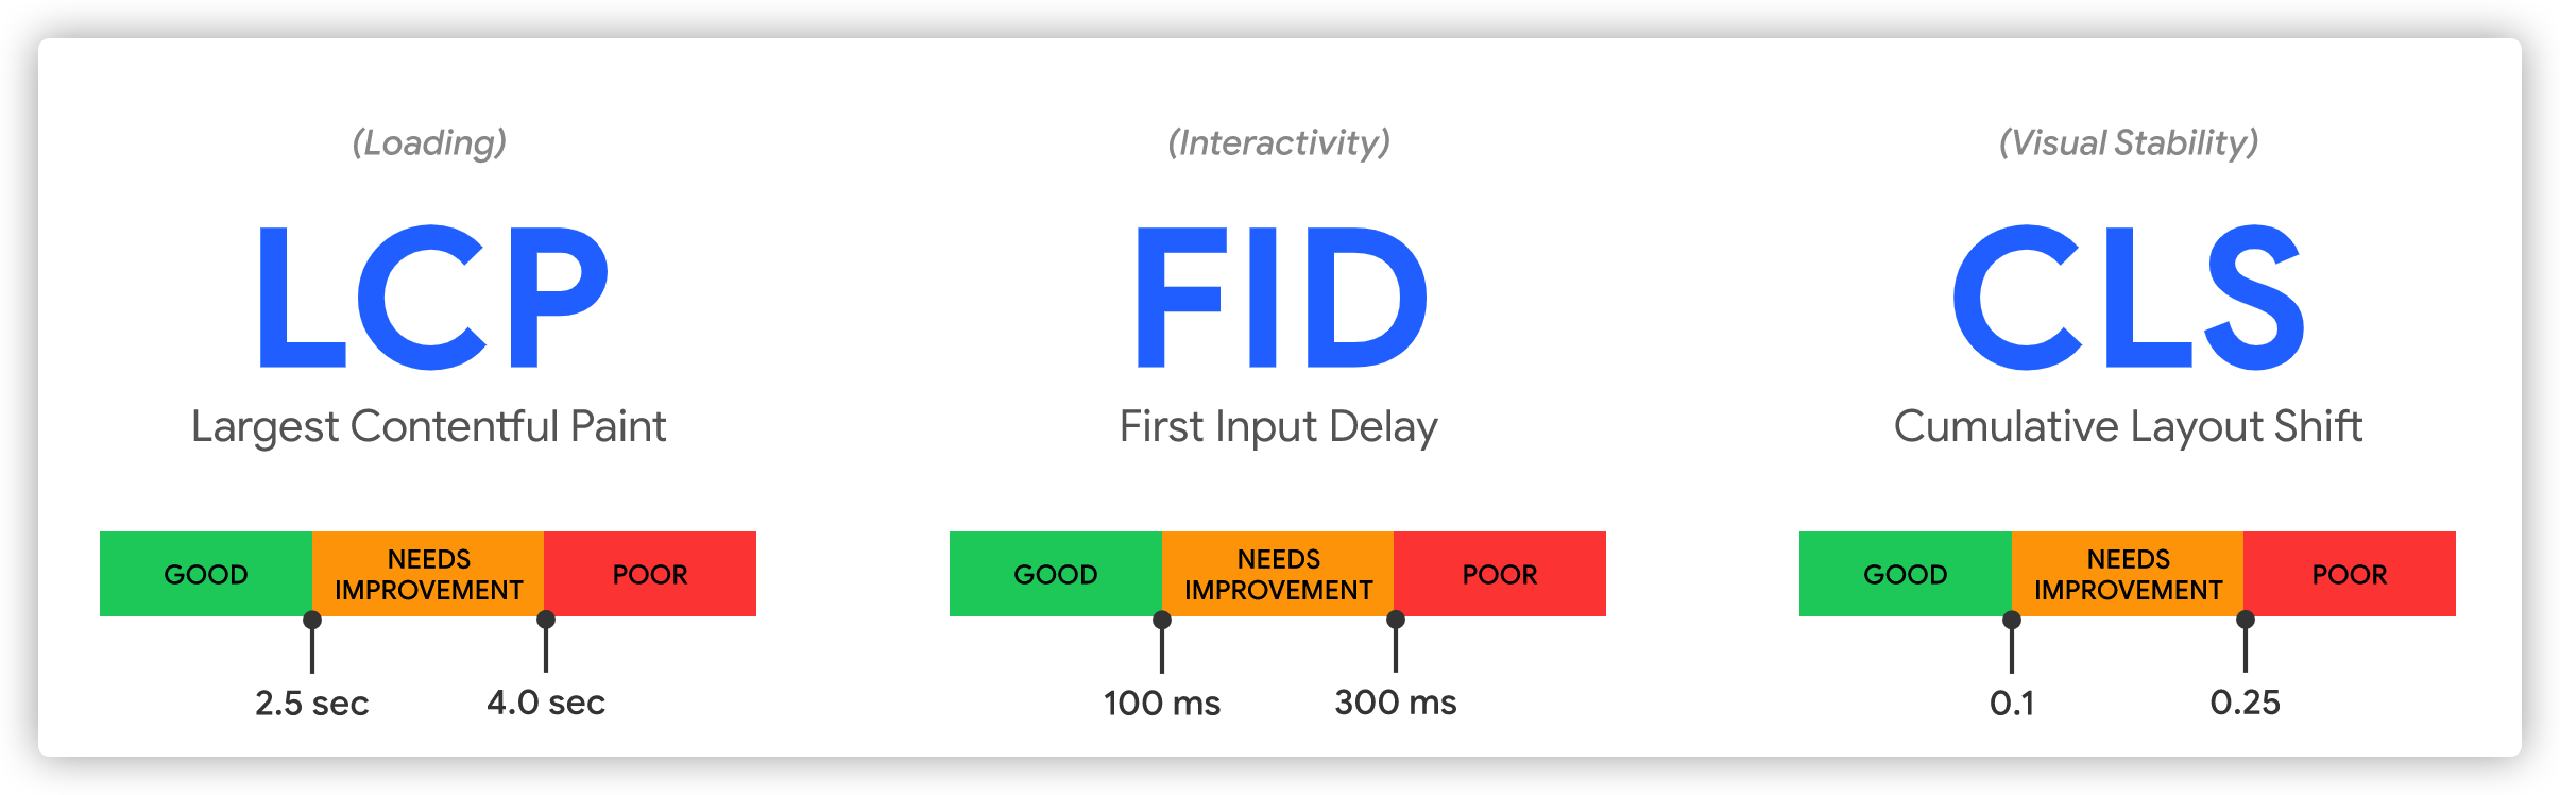 (Loading)
LCP
Largest Contentful Paint
GOOD
NEEDS
IMPROVEMENT
POOR
2.5 sec
4.0 sec
(Interactivity)
FID
First Input Delay
GOOD
NEEDS
IMPROVEMENT
POOR
100 ms
300 ms
(Visual Stability)
CLS
Cumulative Layout Shift
GOOD
NEEDS
IMPROVEMENT
POOR
0.1
0.25